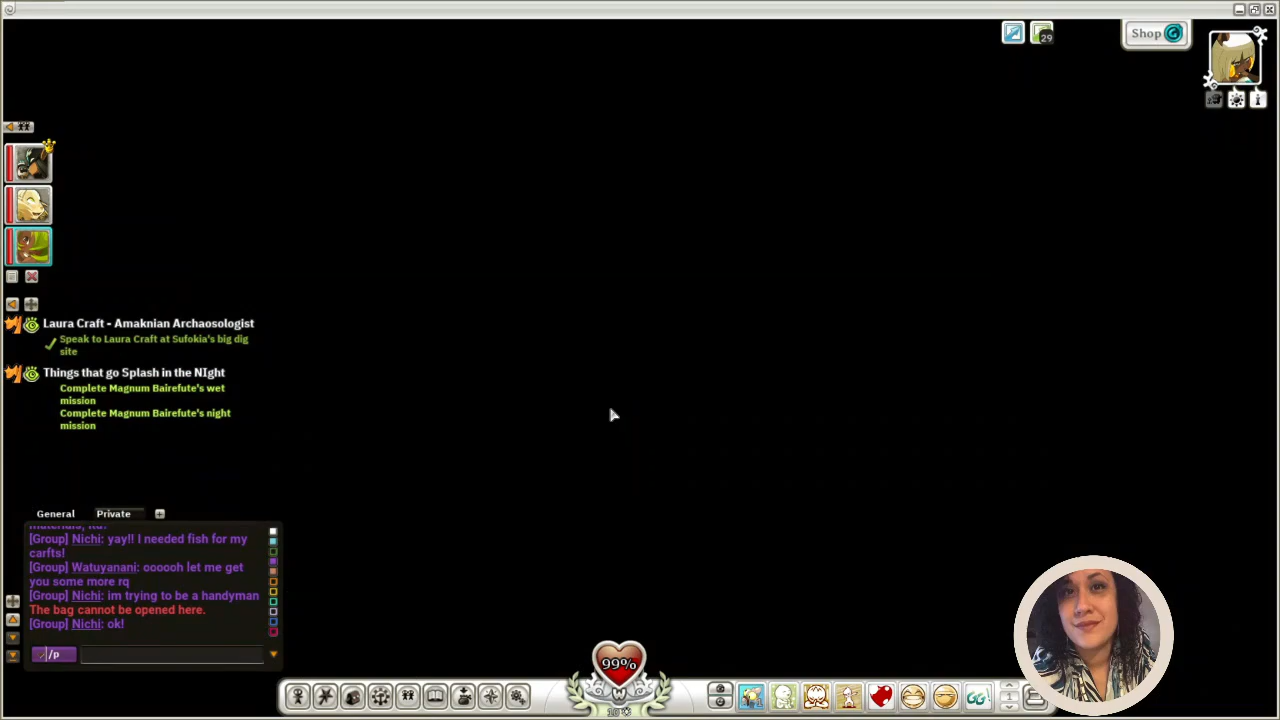 29
Shop
Laura Craft - Amaknian Archaosologist
Speak to Laura Craft at Sufokia's big dig
site
Things that go Splash in the NIght
Complete Magnum Bairefute's wet
mission
Complete Magnum Bairefute's night
mission
General Private
[Group] Nichi: yay!! I needed fish for my
carfts!
[Group] Watuyanani: oooooh let me get
you some more rq
[Group] Nichi: im trying to be a handyman
The bag cannot be opened here.
[Group] Nichi: ok!
/p
99%
W
GG
1